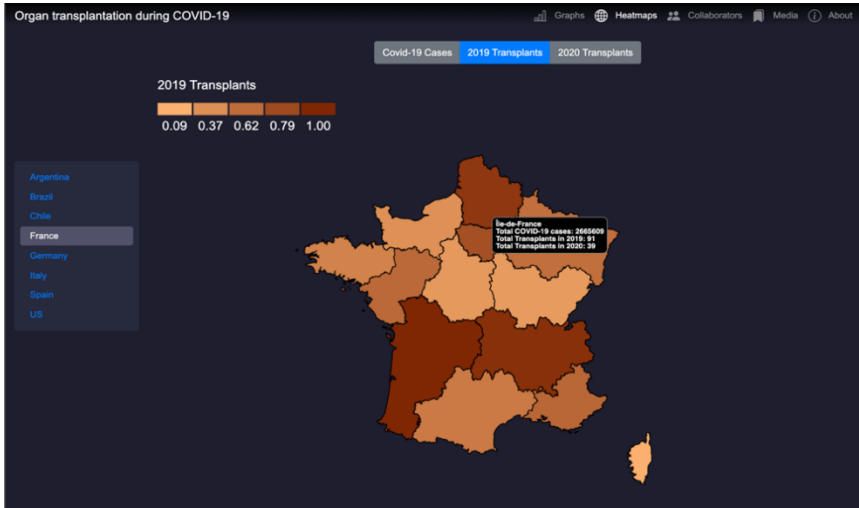 Organ transplantation during COVID-19
Graphs Heatmaps Collaborators Media About
Covid-19 Cases 2019 Transplants 2020 Transplants
2019 Transplants
0.09 0.37 0.62 0.79 1.00
Argentina
Brazil
Chile
France
Germany
Italy
Spain
US
Île-de-France
Total COVID-19 cases: 2665609
Total Transplants in 2019: 91
Total Transplants in 2020: 39